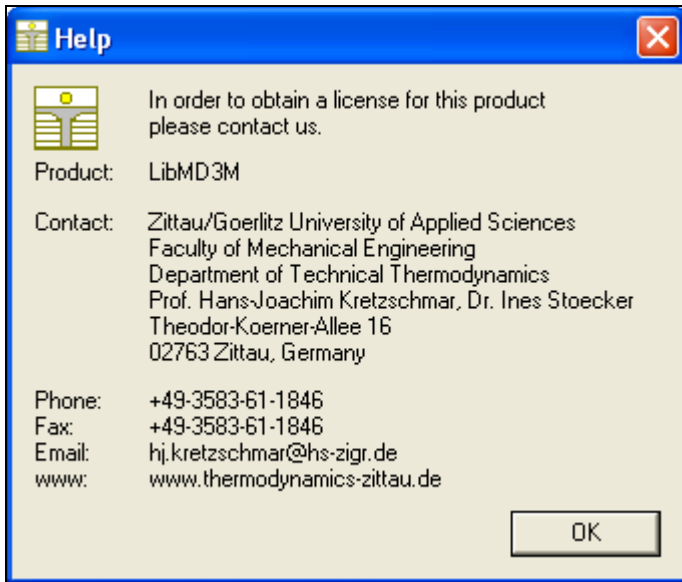 Help
In order to obtain a license for this product
please contact us.
Product: LibMD3M
Contact: Zittau/Goerlitz University of Applied Sciences
Faculty of Mechanical Engineering
Department of Technical Thermodynamics
Prof. Hans-Joachim Kretzschmar, Dr. Ines Stoecker
Theodor-Koerner-Allee 16
02763 Zittau, Germany
Phone: +49-3583-61-1846
Fax: +49-3583-61-1846
Email: hj.kretzschmar@hs-zigr.de
www: www.thermodynamics-zittau.de
OK